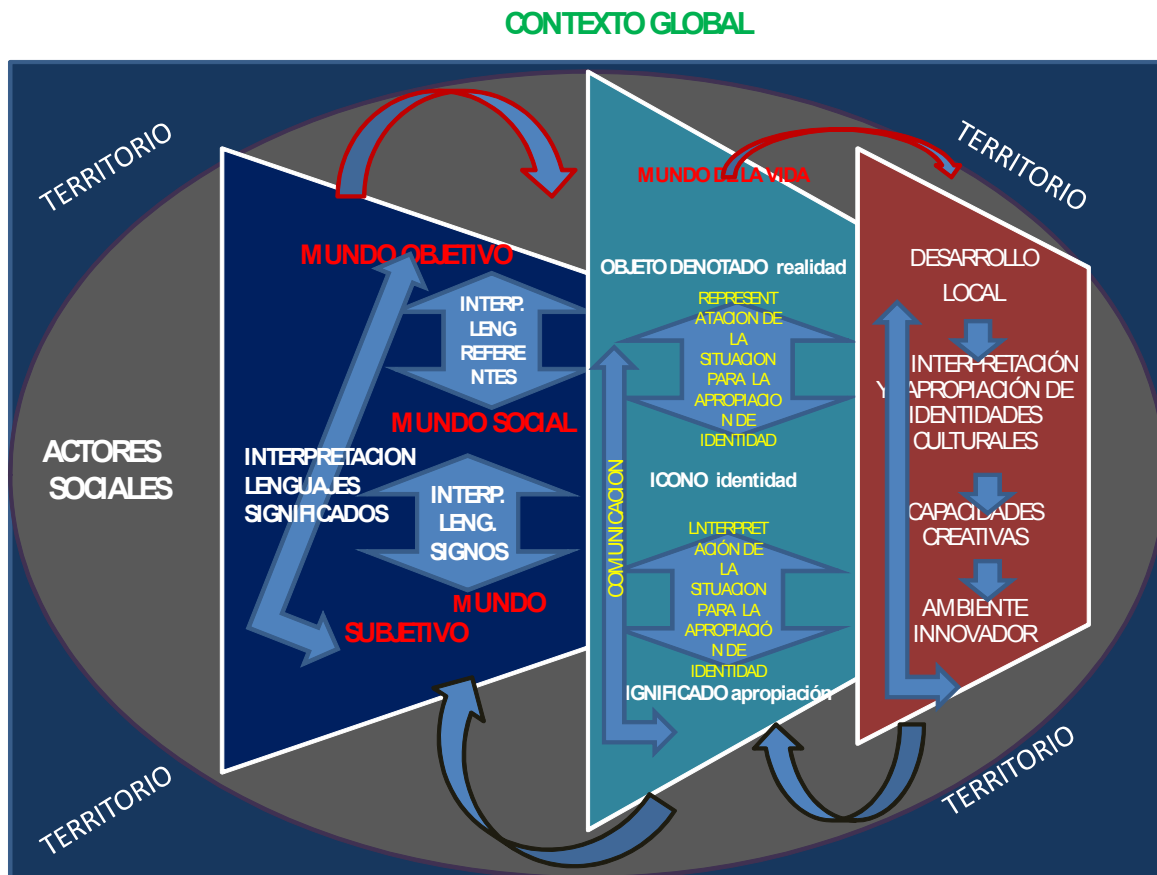 CONTEXTO GLOBAL
TERRITORIO
TERRITORIO
ACTORES
SOCIALES
MUNDO OBJETIVO
INTERP.
LENG
REFERE
NTES
MUNDO SOCIAL
INTERPRETACION
LENGUAJES
SIGNIFICADOS
INTERP.
LENG.
SIGNOS
MUNDO
SUBJETIVO
MUNDO DE LA VIDA
OBJETO DENOTADO realidad
REPRESENT
ATACION DE
LA
SITUACION
PARA LA
APROPIACIO
N DE
IDENTIDAD
COMUNICACION
ICONO identidad
LNTERPRET
ACIÓN DE
LA
SITUACION
PARA LA
APROPIACIÓ
N DE
IDENTIDAD
IGNIFICADO apropiación
DESARROLLO
LOCAL
INTERPRETACIÓN
Y APROPIACIÓN DE
IDENTIDADES
CULTURALES
CAPACIDADES
CREATIVAS
AMBIENTE
INNOVADOR
TERRITORIO
TERRITORIO